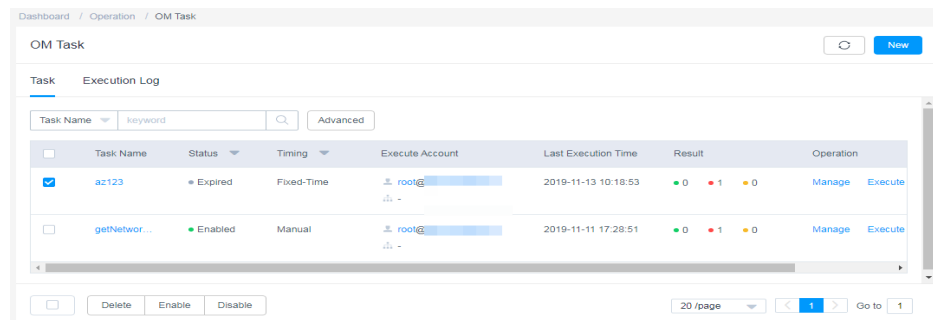 Dashboard / Operation / OM Task
OM Task
New
Task Execution Log
Task Name keyword Advanced
Task Name Status Timing Execute Account Last Execution Time Result Operation
az123 Expired Fixed-Time root@ 2019-11-13 10:18:53 0 1 0 Manage Execute
-
getNetwor... Enabled Manual root@ 2019-11-11 17:28:51 0 1 0 Manage Execute
-
Delete Enable Disable 20 /page < 1 > Go to 1